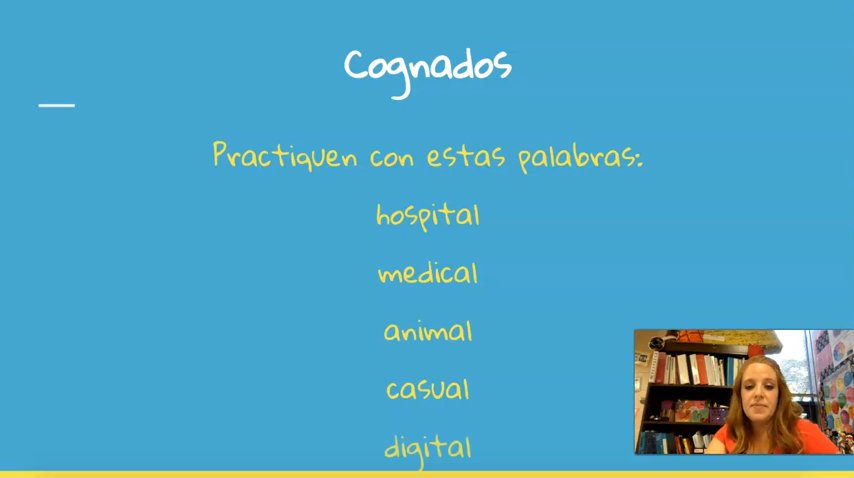 Cognados
Practiquen con estas palabras:
hospital
medical
animal
casual
digital